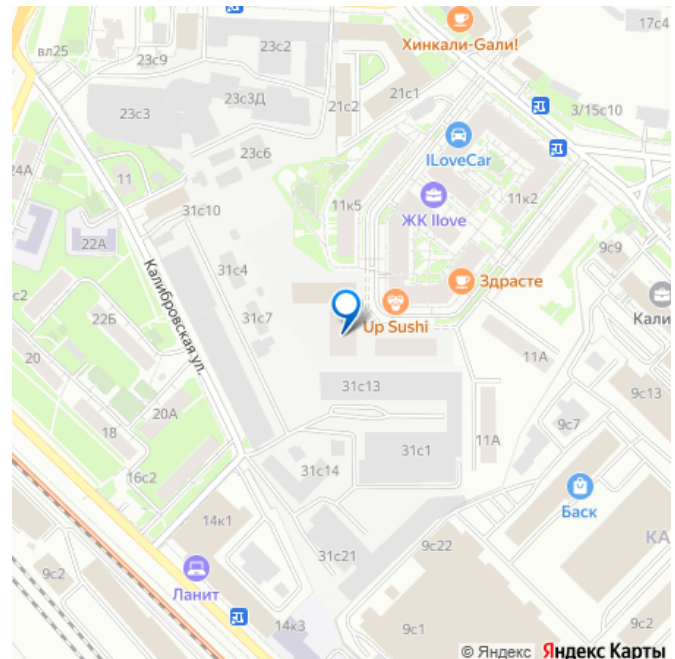 17с4
Хинкали-Gали!
вл25
23с9
23с2
23с3
23с3Д
21с2
21с1
3/15с10
ILoveCar
23с6
24А
11
31с10
11к5
ЖК Ilove
11к2
22А
9с9
Калибровская ул.
31с4
Здрасте
с2
22Б
31с7
Up Sushi
Кали
20
11А
31с13
9с13
20А
18
9с7
31с1
11А
16с2
31с14
Баск
14к1
КА
31с21
9с22
9с2
Ланит
14к3
9с1
9с2
© Яндекс Яндекс Карты